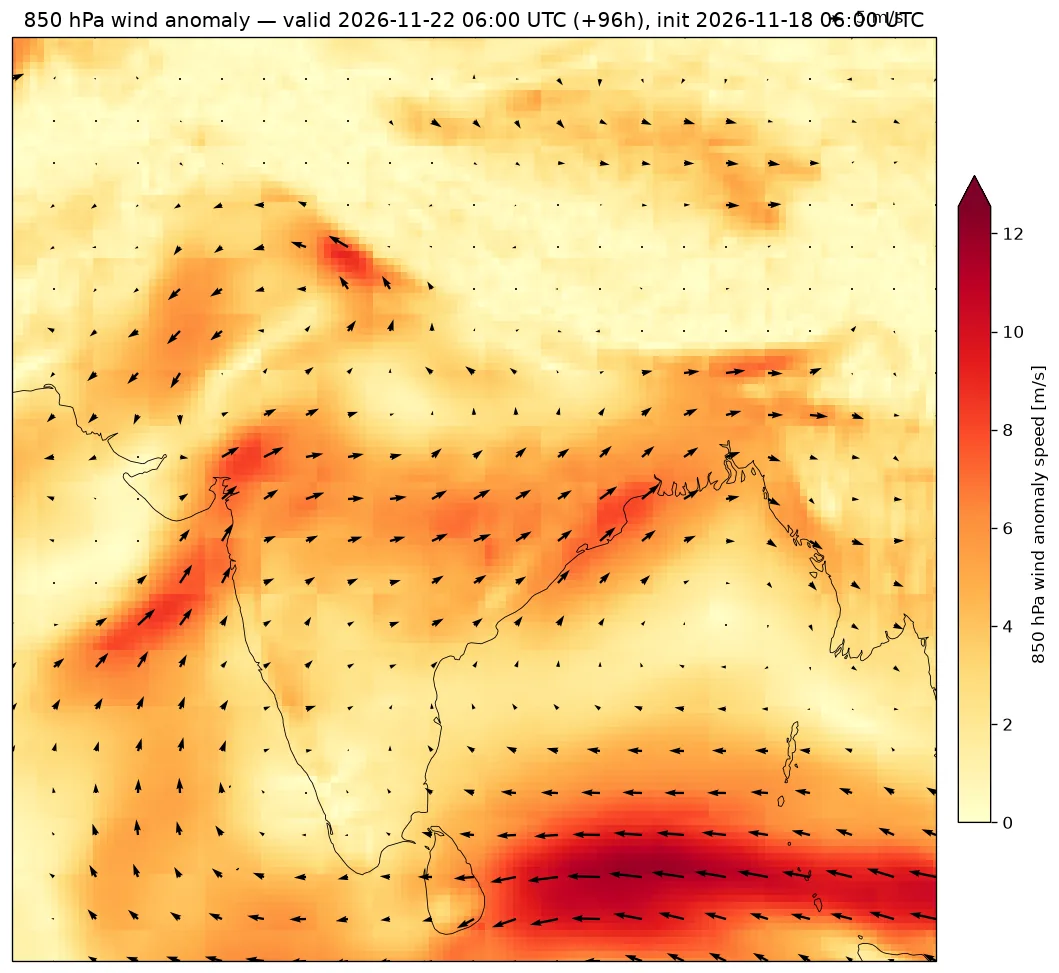 850 hPa wind anomaly — valid 2026-11-22 06:00 UTC (+96h), init 2026-11-18 06:00 UTC
5 m/s
12
10
8
6
4
2
0
850 hPa wind anomaly speed [m/s]